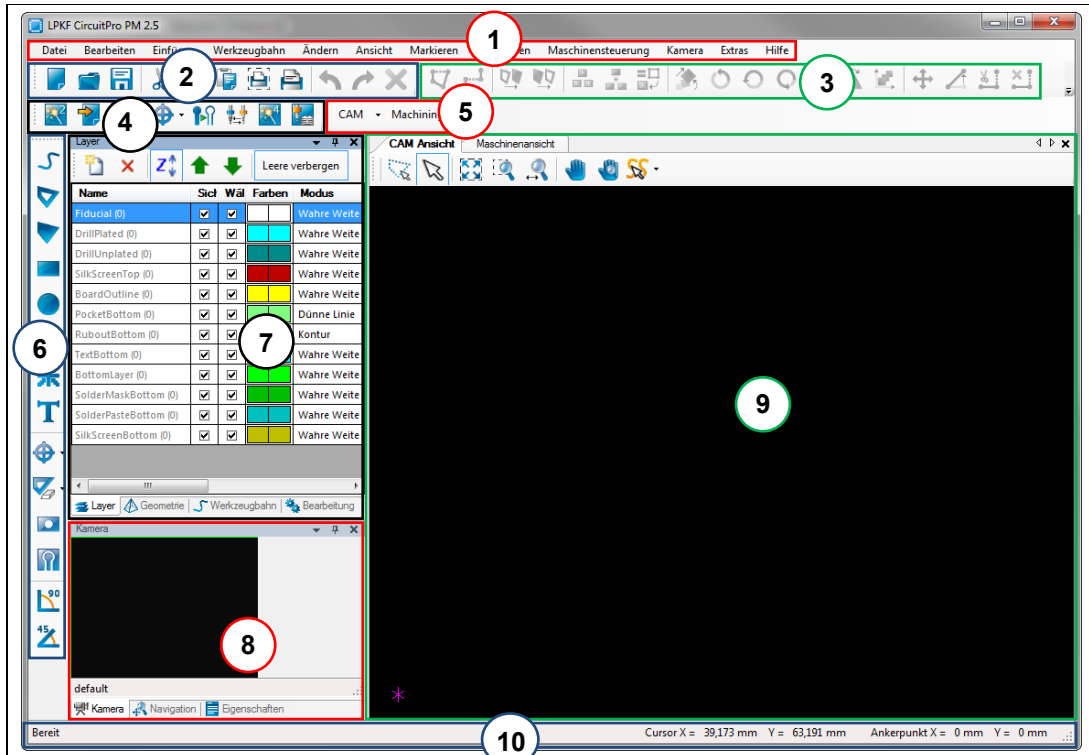 LPKF CircuitPro PM 2.5
Datei Bearbeiten Werkzeugbahn Ändern Ansicht Markieren 1 Maschinensteuerung Kamera Extras Hilfe
2
3
4
5
CAM
CAM Ansicht Maschinenansicht
Layer
Z
Leere verbergen
Name Farben Modus
Fiducial (0) Wahre Weite
DrillPlated (0) Wahre Weite
DrillUnplated (0) Wahre Weite
SilkScreenTop (0) Wahre Weite
BoardOutline (0) Wahre Weite
PocketBottom (0) Dünne Linie
RuboutBottom (0) Kontur
TextBottom (0) Wahre Weite
BottomLayer (0) Wahre Weite
SolderMaskBottom (0) Wahre Weite
SolderPasteBottom (0) Wahre Weite
SilkScreenBottom (0) Wahre Weite
6
7
9
T
Layer Geometrie Werkzeugbahn Bearbeitung
Kamera
90
45
8
default
Kamera Navigation Eigenschaften
Bereit 10 Cursor X = 39,173 mm Y = 63,191 mm Ankerpunkt X = 0 mm Y = 0 mm